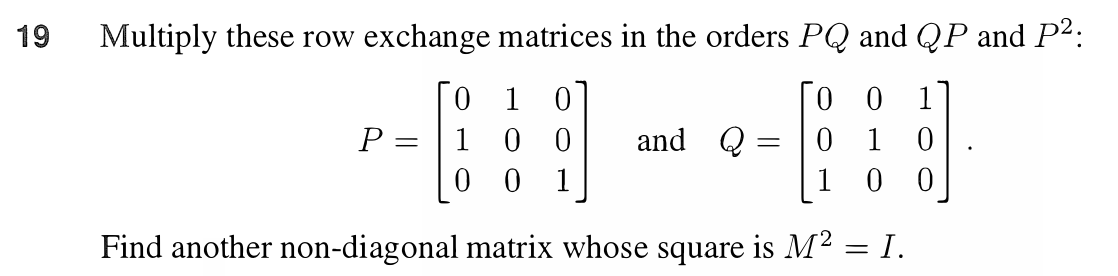 19 Multiply these row exchange matrices in the orders PQ and QP and P²:
P = [0 1 0; 1 0 0; 0 0 1] and Q = [0 0 1; 0 1 0; 1 0 0].
Find another non-diagonal matrix whose square is M² = I.